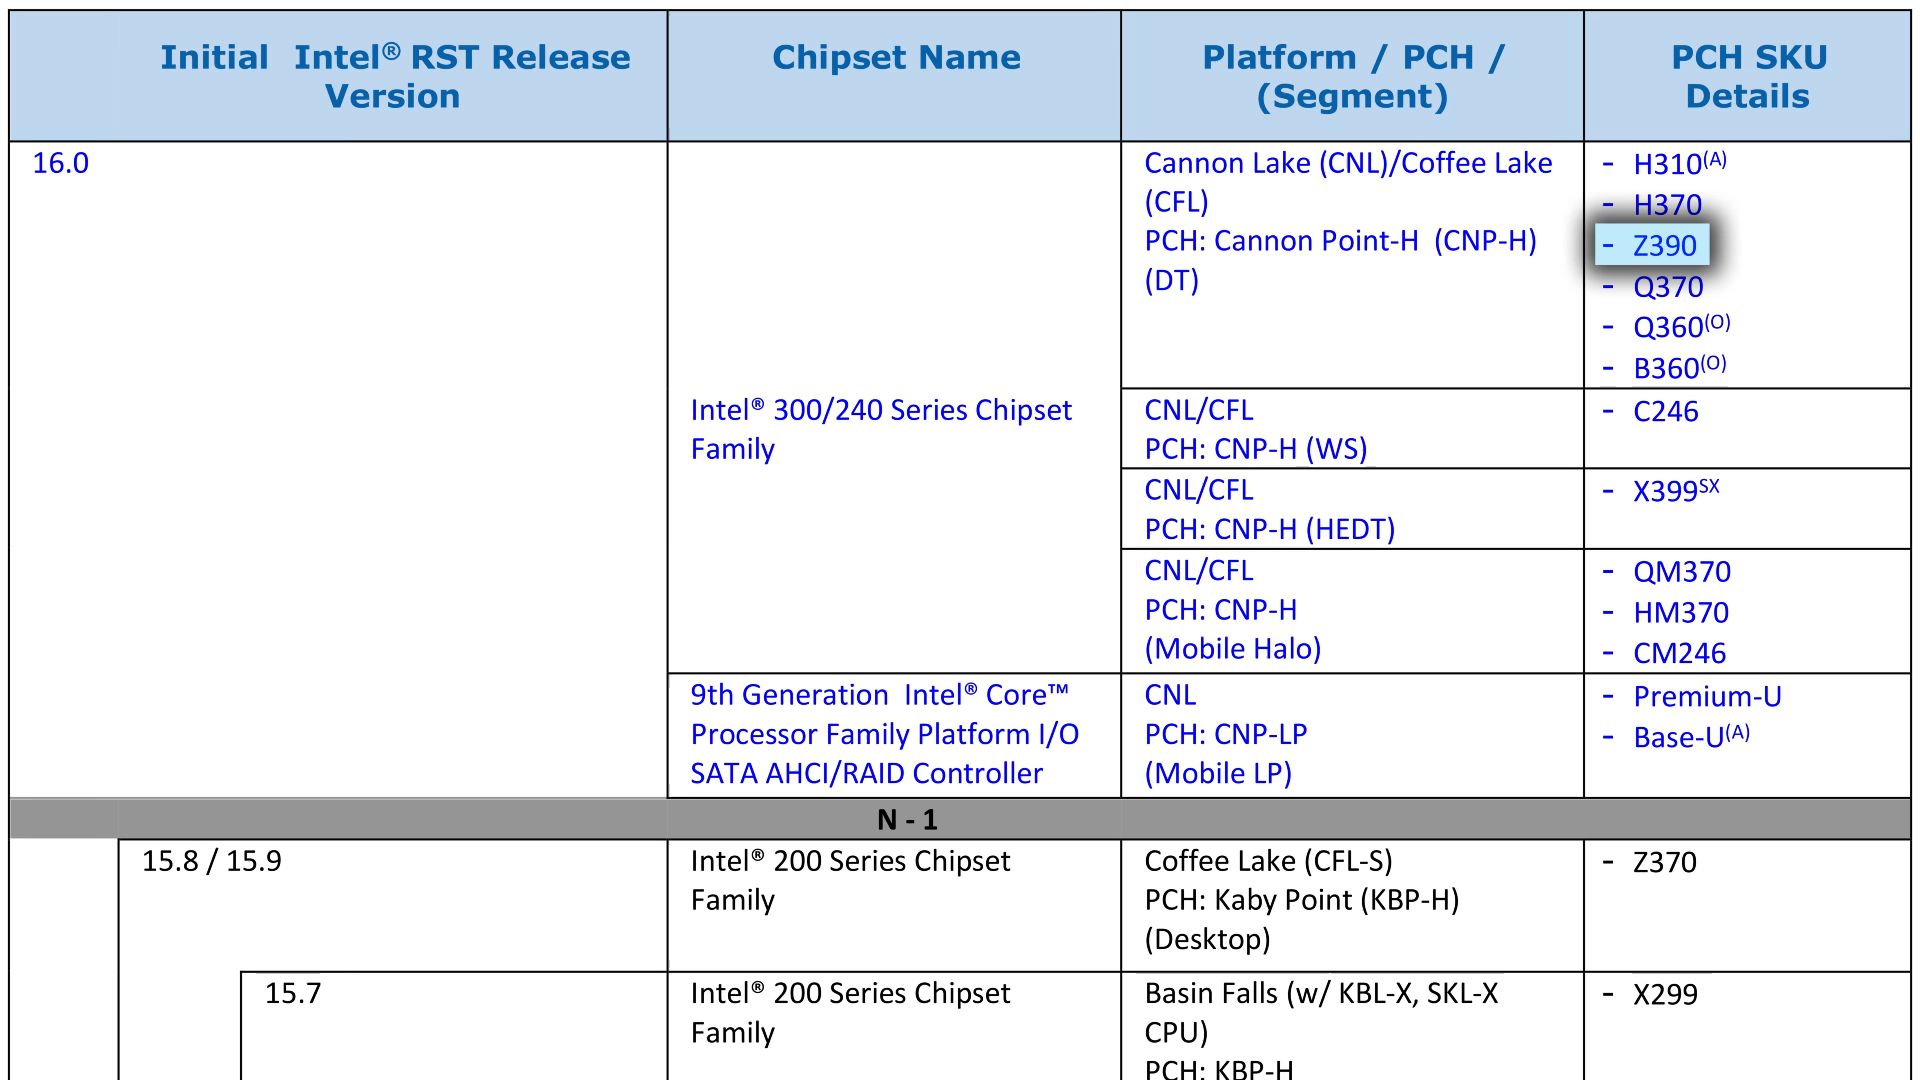 Initial Intel® RST Release
Version
Chipset Name
Platform / PCH /
(Segment)
PCH SKU
Details
16.0
Intel® 300/240 Series Chipset
Family
Cannon Lake (CNL)/Coffee Lake
(CFL)
PCH: Cannon Point-H (CNP-H)
(DT)
- H310(A)
- H370
- Z390
- Q370
- Q360(O)
- B360(O)
CNL/CFL
PCH: CNP-H (WS)
- C246
CNL/CFL
PCH: CNP-H (HEDT)
- X399SX
CNL/CFL
PCH: CNP-H
(Mobile Halo)
- QM370
- HM370
- CM246
9th Generation Intel® Core™
Processor Family Platform I/O
SATA AHCI/RAID Controller
CNL
PCH: CNP-LP
(Mobile LP)
- Premium-U
- Base-U(A)
N - 1
15.8 / 15.9
Intel® 200 Series Chipset
Family
Coffee Lake (CFL-S)
PCH: Kaby Point (KBP-H)
(Desktop)
- Z370
15.7
Intel® 200 Series Chipset
Family
Basin Falls (w/ KBL-X, SKL-X
CPU)
PCH: KBP-H
- X299